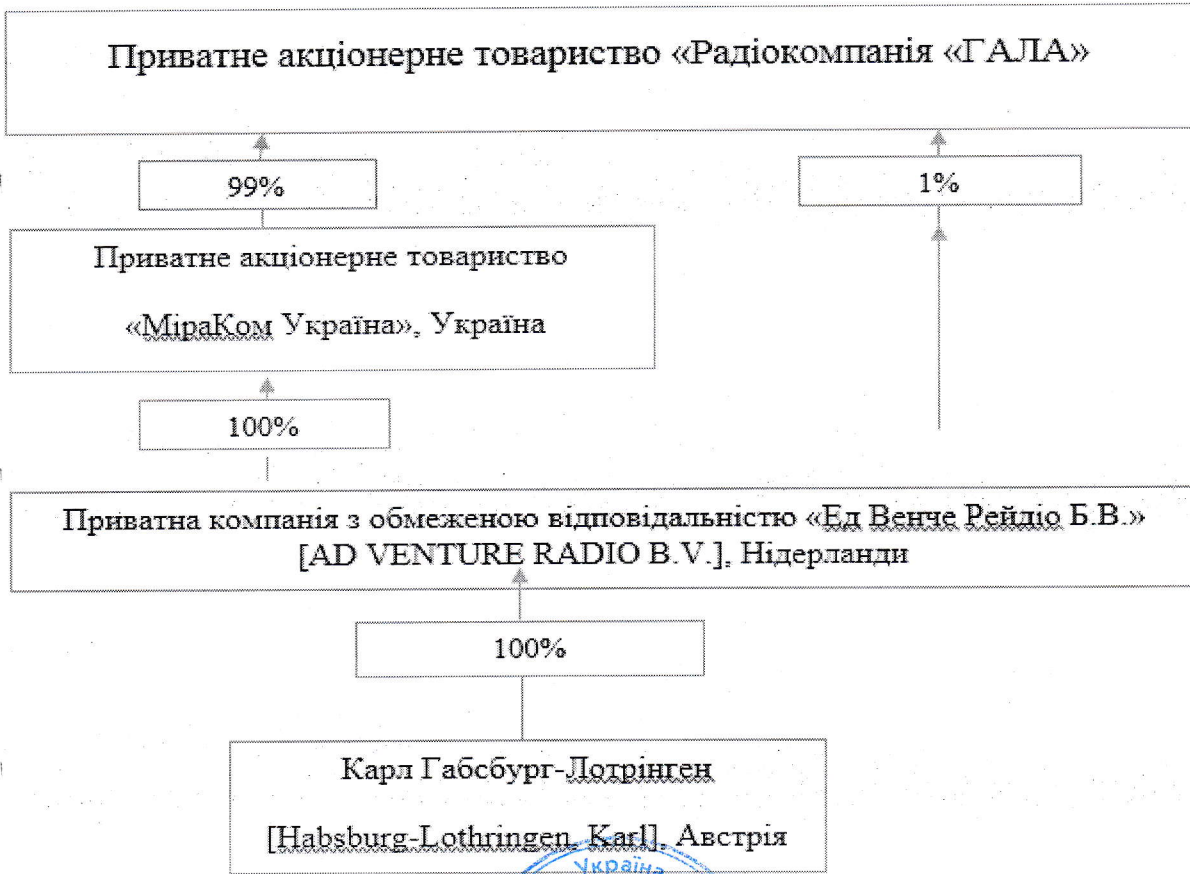 Приватне акціонерне товариство «Радіокомпанія «ГАЛА»
99%
1%
Приватне акціонерне товариство
«МіраКом Україна», Україна
100%
Приватна компанія з обмеженою відповідальністю «Ед Венче Рейдіо Б.В.»
[AD VENTURE RADIO B.V.], Нідерланди
100%
Карл Габсбург-Лотрінген
[Habsburg-Lothringen, Karl], Австрія
Україна